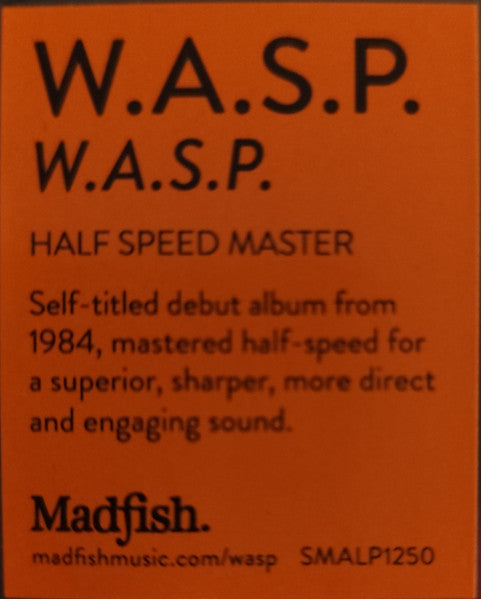 W.A.S.P.
W.A.S.P.
HALF SPEED MASTER
Self-titled debut album from
1984, mastered half-speed for
a superior, sharper, more direct
and engaging sound.
Madfish.
madfishmusic.com/wasp SMALP1250